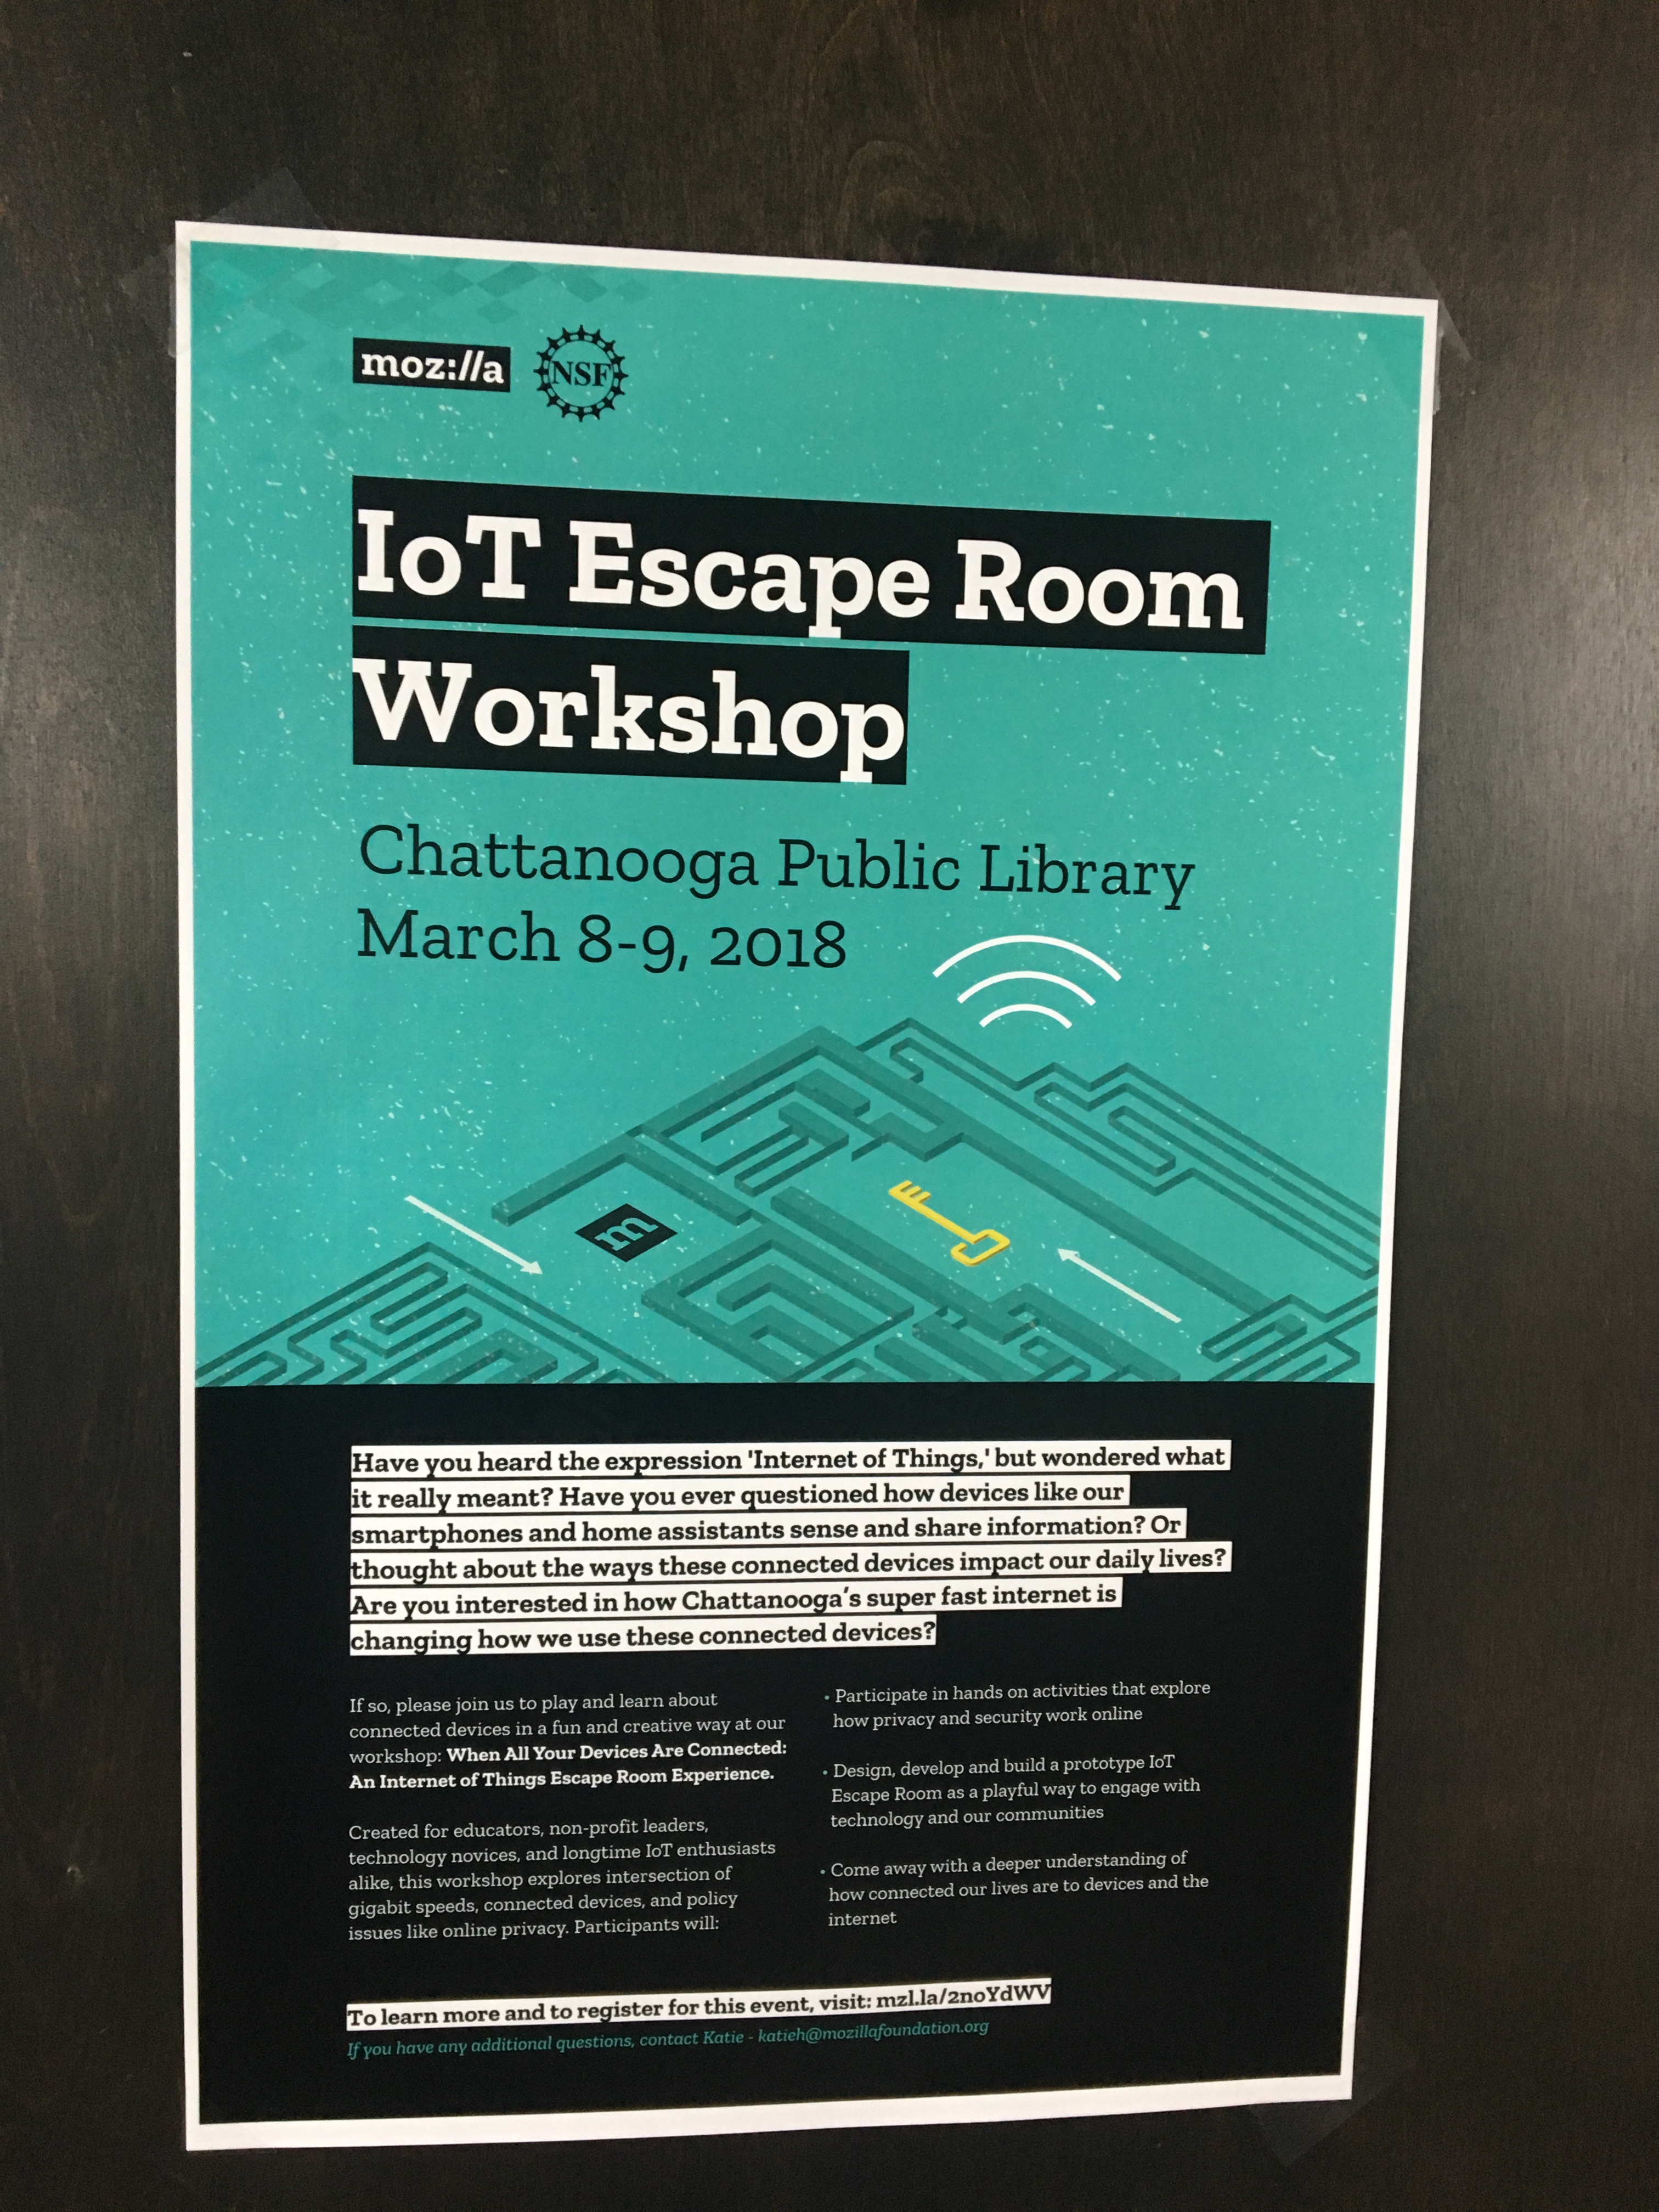 moz://a
NSF
IoT Escape Room
Workshop
Chattanooga Public Library
March 8-9, 2018
m
Have you heard the expression 'Internet of Things,' but wondered what
it really meant? Have you ever questioned how devices like our
smartphones and home assistants sense and share information? Or
thought about the ways these connected devices impact our daily lives?
Are you interested in how Chattanooga's super fast internet is
changing how we use these connected devices?
If so, please join us to play and learn about
connected devices in a fun and creative way at our
workshop: When All Your Devices Are Connected:
An Internet of Things Escape Room Experience.
Created for educators, non-profit leaders,
technology novices, and longtime IoT enthusiasts
alike, this workshop explores intersection of
gigabit speeds, connected devices, and policy
issues like online privacy. Participants will:
• Participate in hands on activities that explore
how privacy and security work online
• Design, develop and build a prototype IoT
Escape Room as a playful way to engage with
technology and our communities
• Come away with a deeper understanding of
how connected our lives are to devices and the
internet
To learn more and to register for this event, visit: mzl.la/2noYdWV
If you have any additional questions, contact Katie - katieh@mozillafoundation.org